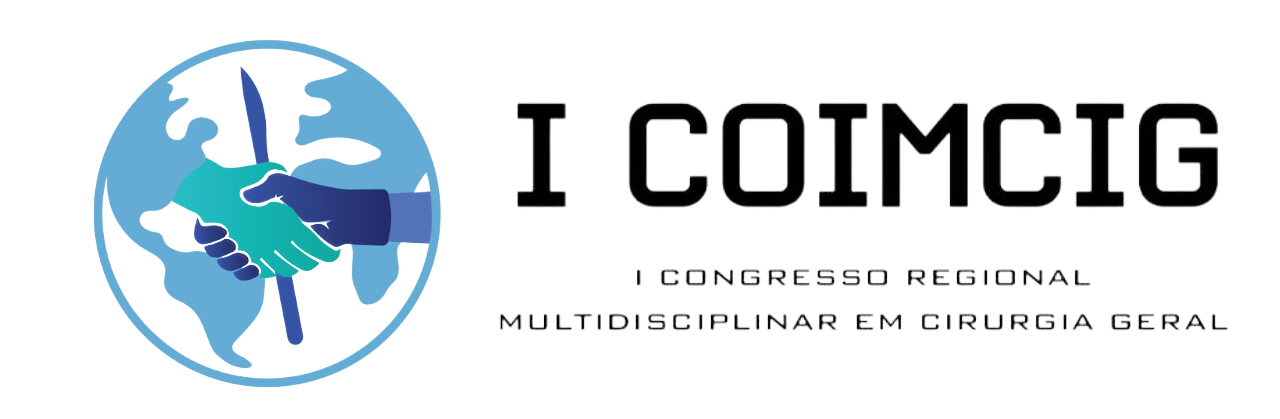 I COIMCIG
I CONGRESSO REGIONAL
MULTIDISCIPLINAR EM CIRURGIA GERAL